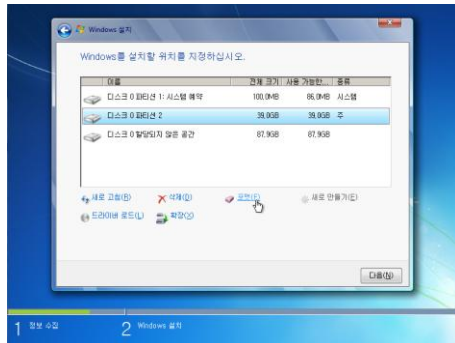 Windows 설치
Windows를 설치할 위치를 지정하십시오.
이름 전체 크기 사용 가능한... 종류
디스크 0 파티션 1: 시스템 예약 100,0MB 86,0MB 시스템
디스크 0 파티션 2 39,0GB 39,0GB 주
디스크 0 할당되지 않은 공간 87,9GB 87,9GB
새로 고침(R) 삭제(D) 포맷(F) 새로 만들기(E)
드라이버 로드(L) 확장(X)
다음(N)
1 정보 수집 2 Windows 설치